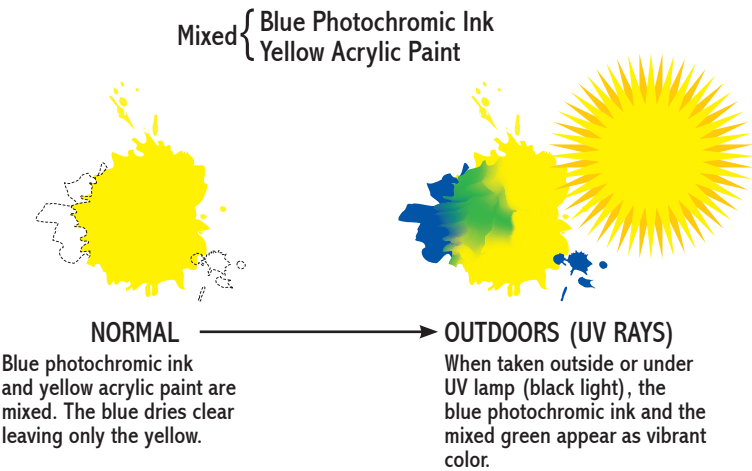 Mixed { Blue Photochromic Ink
Yellow Acrylic Paint
NORMAL
Blue photochromic ink
and yellow acrylic paint are
mixed. The blue dries clear
leaving only the yellow.
OUTDOORS (UV RAYS)
When taken outside or under
UV lamp (black light), the
blue photochromic ink and the
mixed green appear as vibrant
color.